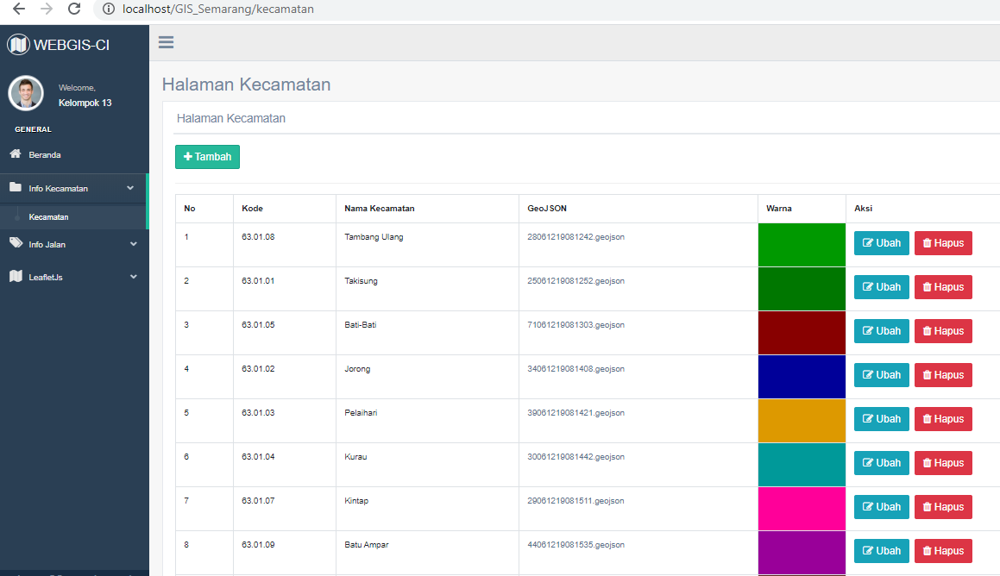 localhost/GIS_Semarang/kecamatan
WEBGIS-CI
Welcome,
Kelompok 13
GENERAL
Beranda
Info Kecamatan
Kecamatan
Info Jalan
LeafletJs
Halaman Kecamatan
Halaman Kecamatan
Tambah
No Kode Nama Kecamatan GeoJSON Warna Aksi
1 63.01.08 Tambang Ulang 28061219081242.geojson Ubah Hapus
2 63.01.01 Takisung 25061219081252.geojson Ubah Hapus
3 63.01.05 Bati-Bati 71061219081303.geojson Ubah Hapus
4 63.01.02 Jorong 34061219081408.geojson Ubah Hapus
5 63.01.03 Pelaihari 39061219081421.geojson Ubah Hapus
6 63.01.04 Kurau 30061219081442.geojson Ubah Hapus
7 63.01.07 Kintap 29061219081511.geojson Ubah Hapus
8 63.01.09 Batu Ampar 44061219081535.geojson Ubah Hapus